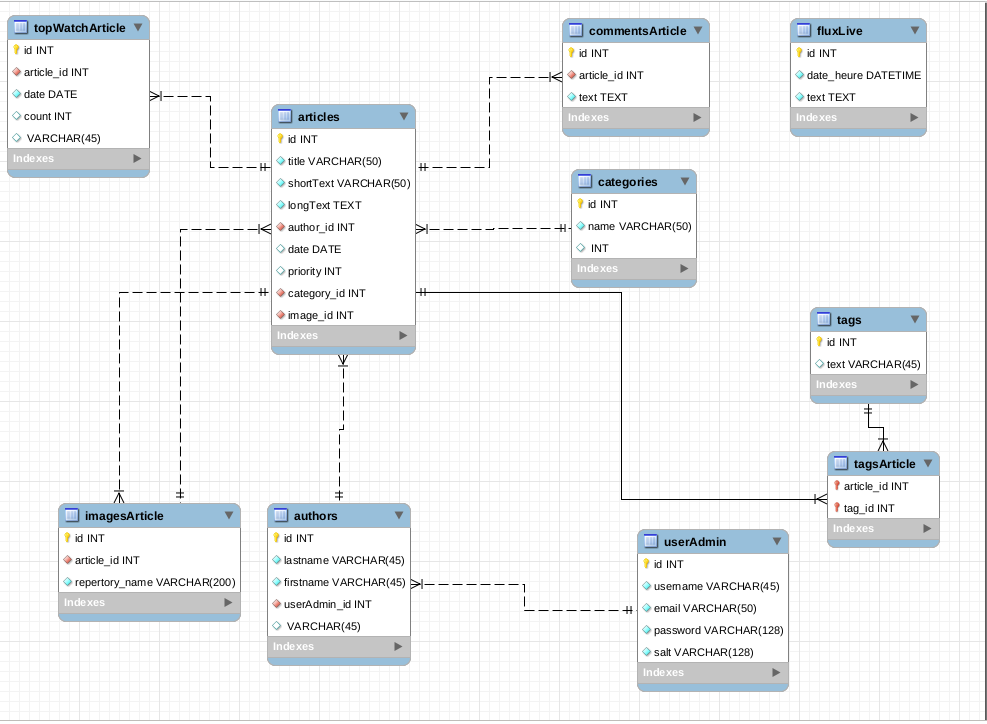 topWatchArticle
id INT
article_id INT
date DATE
count INT
VARCHAR(45)
Indexes
commentsArticle
id INT
article_id INT
text TEXT
Indexes
fluxLive
id INT
date_heure DATETIME
text TEXT
Indexes
articles
id INT
title VARCHAR(50)
shortText VARCHAR(50)
longText TEXT
author_id INT
date DATE
priority INT
category_id INT
image_id INT
Indexes
categories
id INT
name VARCHAR(50)
INT
Indexes
tags
id INT
text VARCHAR(45)
Indexes
tagsArticle
article_id INT
tag_id INT
Indexes
imagesArticle
id INT
article_id INT
repertory_name VARCHAR(200)
Indexes
authors
id INT
lastname VARCHAR(45)
firstname VARCHAR(45)
userAdmin_id INT
VARCHAR(45)
Indexes
userAdmin
id INT
username VARCHAR(45)
email VARCHAR(50)
password VARCHAR(128)
salt VARCHAR(128)
Indexes